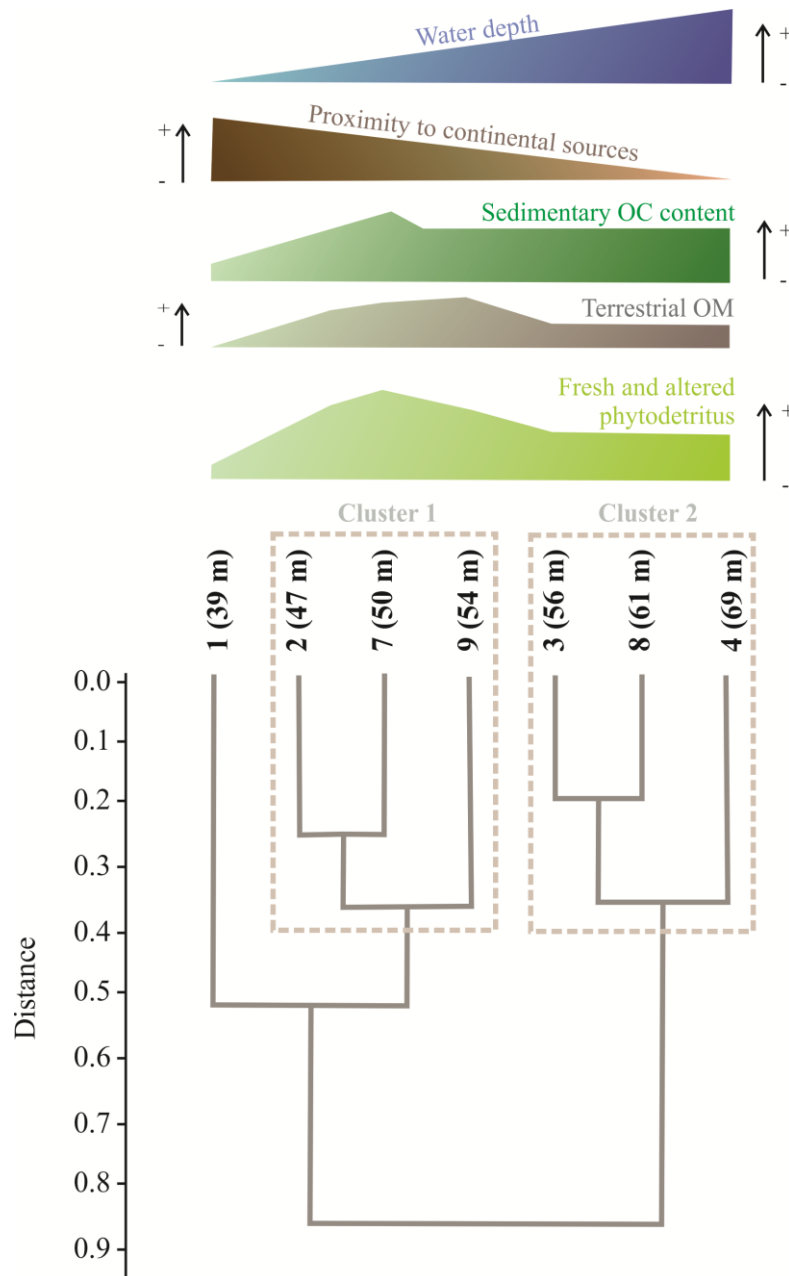 Water depth
+
-
Proximity to continental sources
+
-
Sedimentary OC content
+
-
Terrestrial OM
+
-
Fresh and altered
phytodetritus
+
-
Cluster 1
Cluster 2
1 (39 m)
2 (47 m)
7 (50 m)
9 (54 m)
3 (56 m)
8 (61 m)
4 (69 m)
0.0
0.1
0.2
0.3
0.4
0.5
0.6
0.7
0.8
0.9
Distance